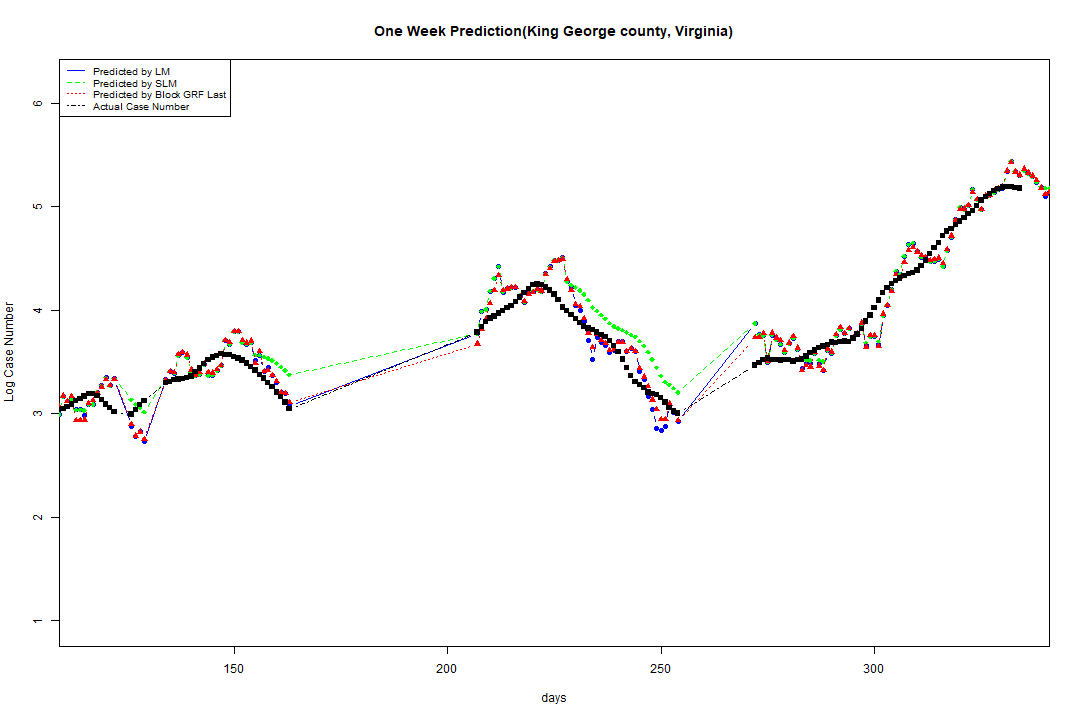 One Week Prediction(King George county, Virginia)
Predicted by LM
Predicted by SLM
Predicted by Block GRF Last
Actual Case Number
6
5
4
3
2
1
Log Case Number
150 200 250 300
days